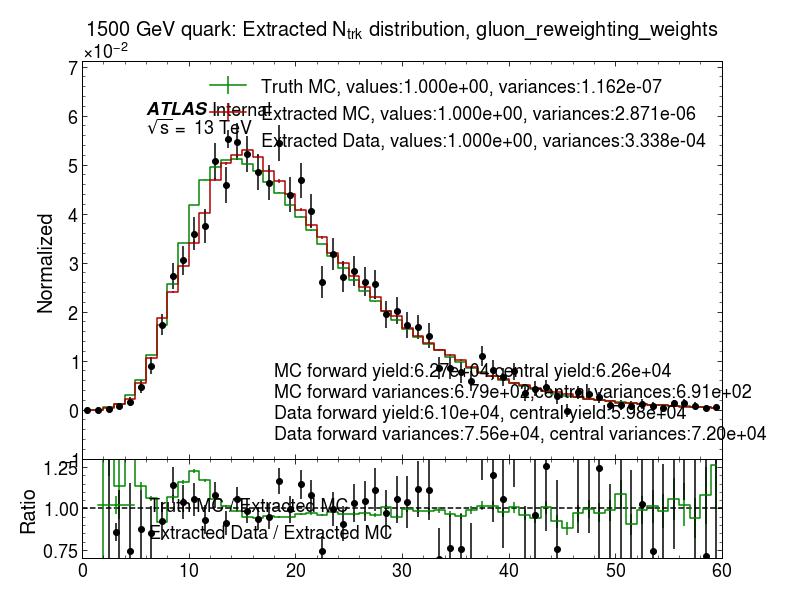 1500 GeV quark: Extracted Ntrk distribution, gluon_reweighting_weights
×10−2
Truth MC, values:1.000e+00, variances:1.162e-07
ATLAS Internal
Extracted MC, values:1.000e+00, variances:2.871e-06
√s = 13 TeV
Extracted Data, values:1.000e+00, variances:3.338e-04
7
6
5
4
3
2
1
0
1
Normalized
MC forward yield:6.27e+04, central yield:6.26e+04
MC forward variances:6.79e+02, central variances:6.91e+02
Data forward yield:6.10e+04, central yield:5.98e+04
Data forward variances:7.56e+04, central variances:7.20e+04
1.25
1.00
0.75
Ratio
Truth MC / Extracted MC
Extracted Data / Extracted MC
0 10 20 30 40 50 60